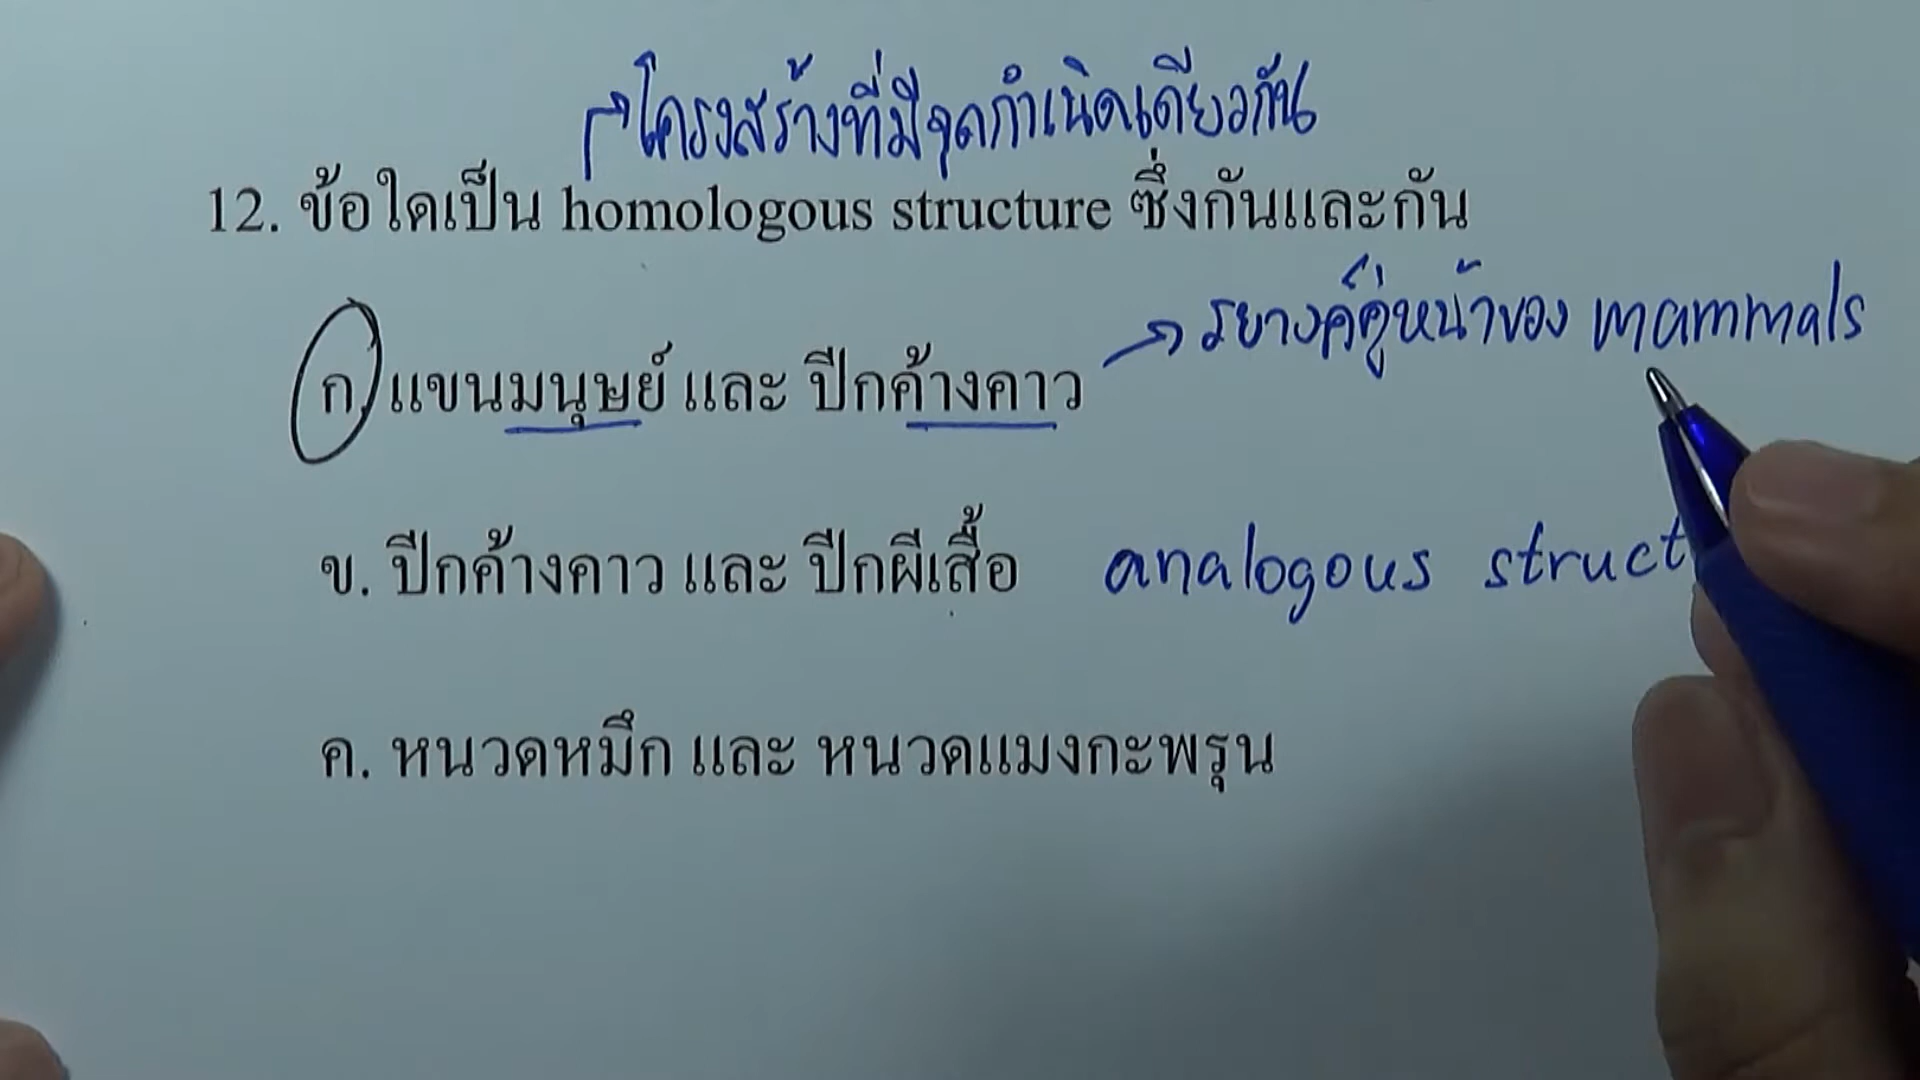 โครงสร้างที่มีจุดกำเนิดเดียวกัน
12. ข้อใดเป็น homologous structure ซึ่งกันและกัน
รยางค์คู่หน้าของ mammals
ก. แขนมนุษย์ และ ปีกค้างคาว
ข. ปีกค้างคาว และ ปีกผีเสื้อ analogous struct
ค. หนวดหมึก และ หนวดแมงกะพรุน